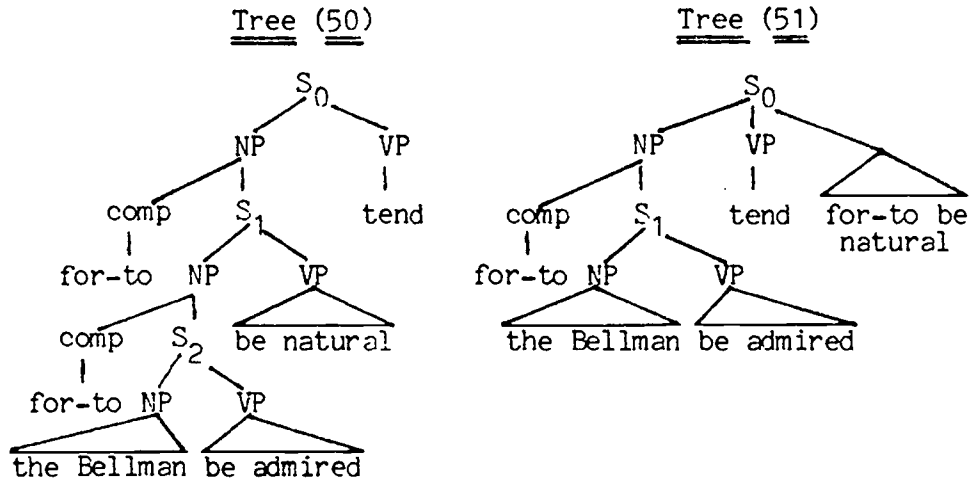 Tree (50)
S0
NP VP
comp S1 tend
for-to NP VP
comp S2 be natural
for-to NP VP
the Bellman be admired
Tree (51)
S0
NP VP
comp S1 tend for-to be
natural
for-to NP VP
the Bellman be admired